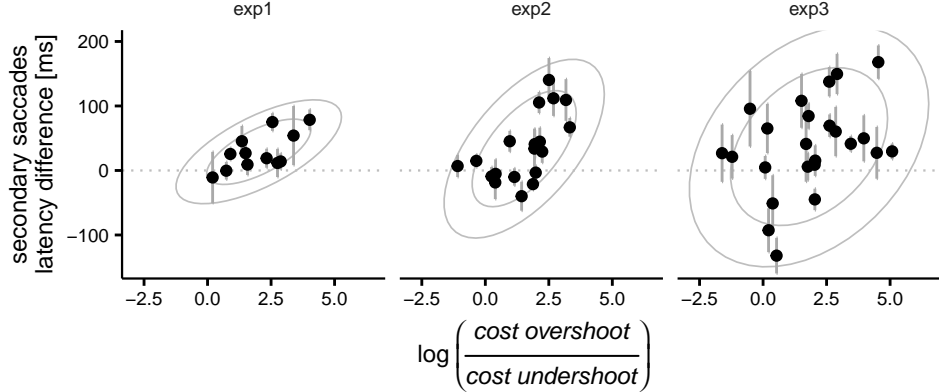 exp1 exp2 exp3
secondary saccades
latency difference [ms]
200
100
0
−100
−2.5 0.0 2.5 5.0 −2.5 0.0 2.5 5.0 −2.5 0.0 2.5 5.0
cost overshoot
log
cost undershoot